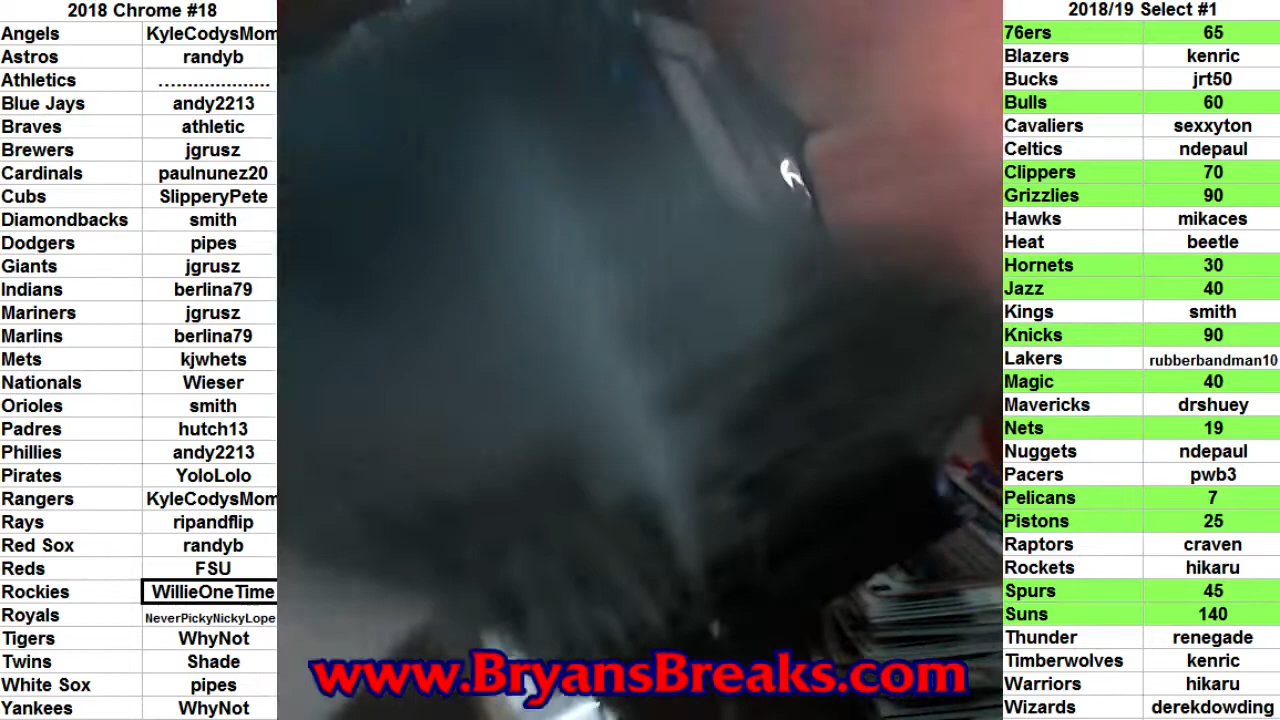 2018 Chrome #18
Angels KyleCodysMom
Astros randyb
Athletics ....................
Blue Jays andy2213
Braves athletic
Brewers jgrusz
Cardinals paulnunez20
Cubs SlipperyPete
Diamondbacks smith
Dodgers pipes
Giants jgrusz
Indians berlina79
Mariners jgrusz
Marlins berlina79
Mets kjwhets
Nationals Wieser
Orioles smith
Padres hutch13
Phillies andy2213
Pirates YoloLolo
Rangers KyleCodysMom
Rays ripandflip
Red Sox randyb
Reds FSU
Rockies WillieOneTime
Royals NeverPickyNickyLope
Tigers WhyNot
Twins Shade
White Sox pipes
Yankees WhyNot
www.BryansBreaks.com
2018/19 Select #1
76ers 65
Blazers kenric
Bucks jrt50
Bulls 60
Cavaliers sexxyton
Celtics ndepaul
Clippers 70
Grizzlies 90
Hawks mikaces
Heat beetle
Hornets 30
Jazz 40
Kings smith
Knicks 90
Lakers rubberbandman10
Magic 40
Mavericks drshuey
Nets 19
Nuggets ndepaul
Pacers pwb3
Pelicans 7
Pistons 25
Raptors craven
Rockets hikaru
Spurs 45
Suns 140
Thunder renegade
Timberwolves kenric
Warriors hikaru
Wizards derekdowding